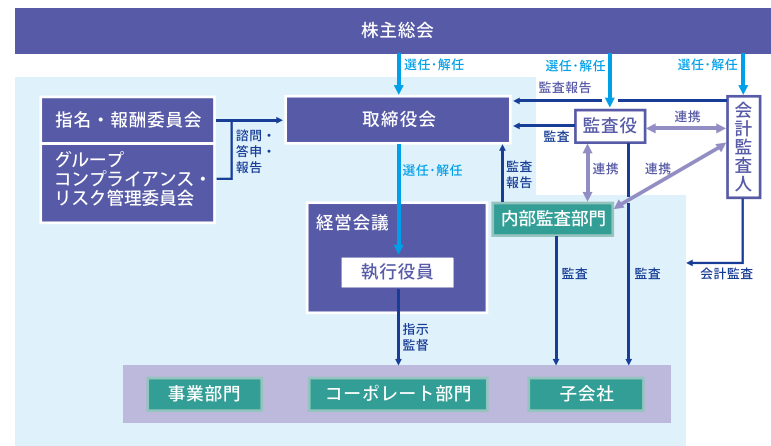 株主総会
選任・解任
選任・解任
選任・解任
監査報告
指名・報酬委員会
諮問・
答申・
報告
取締役会
監査
監査役
連携
会計監査人
グループ
コンプライアンス・
リスク管理委員会
選任・解任
監査
報告
連携
連携
経営会議
内部監査部門
執行役員
監査
監査
会計監査
指示
監督
事業部門
コーポレート部門
子会社